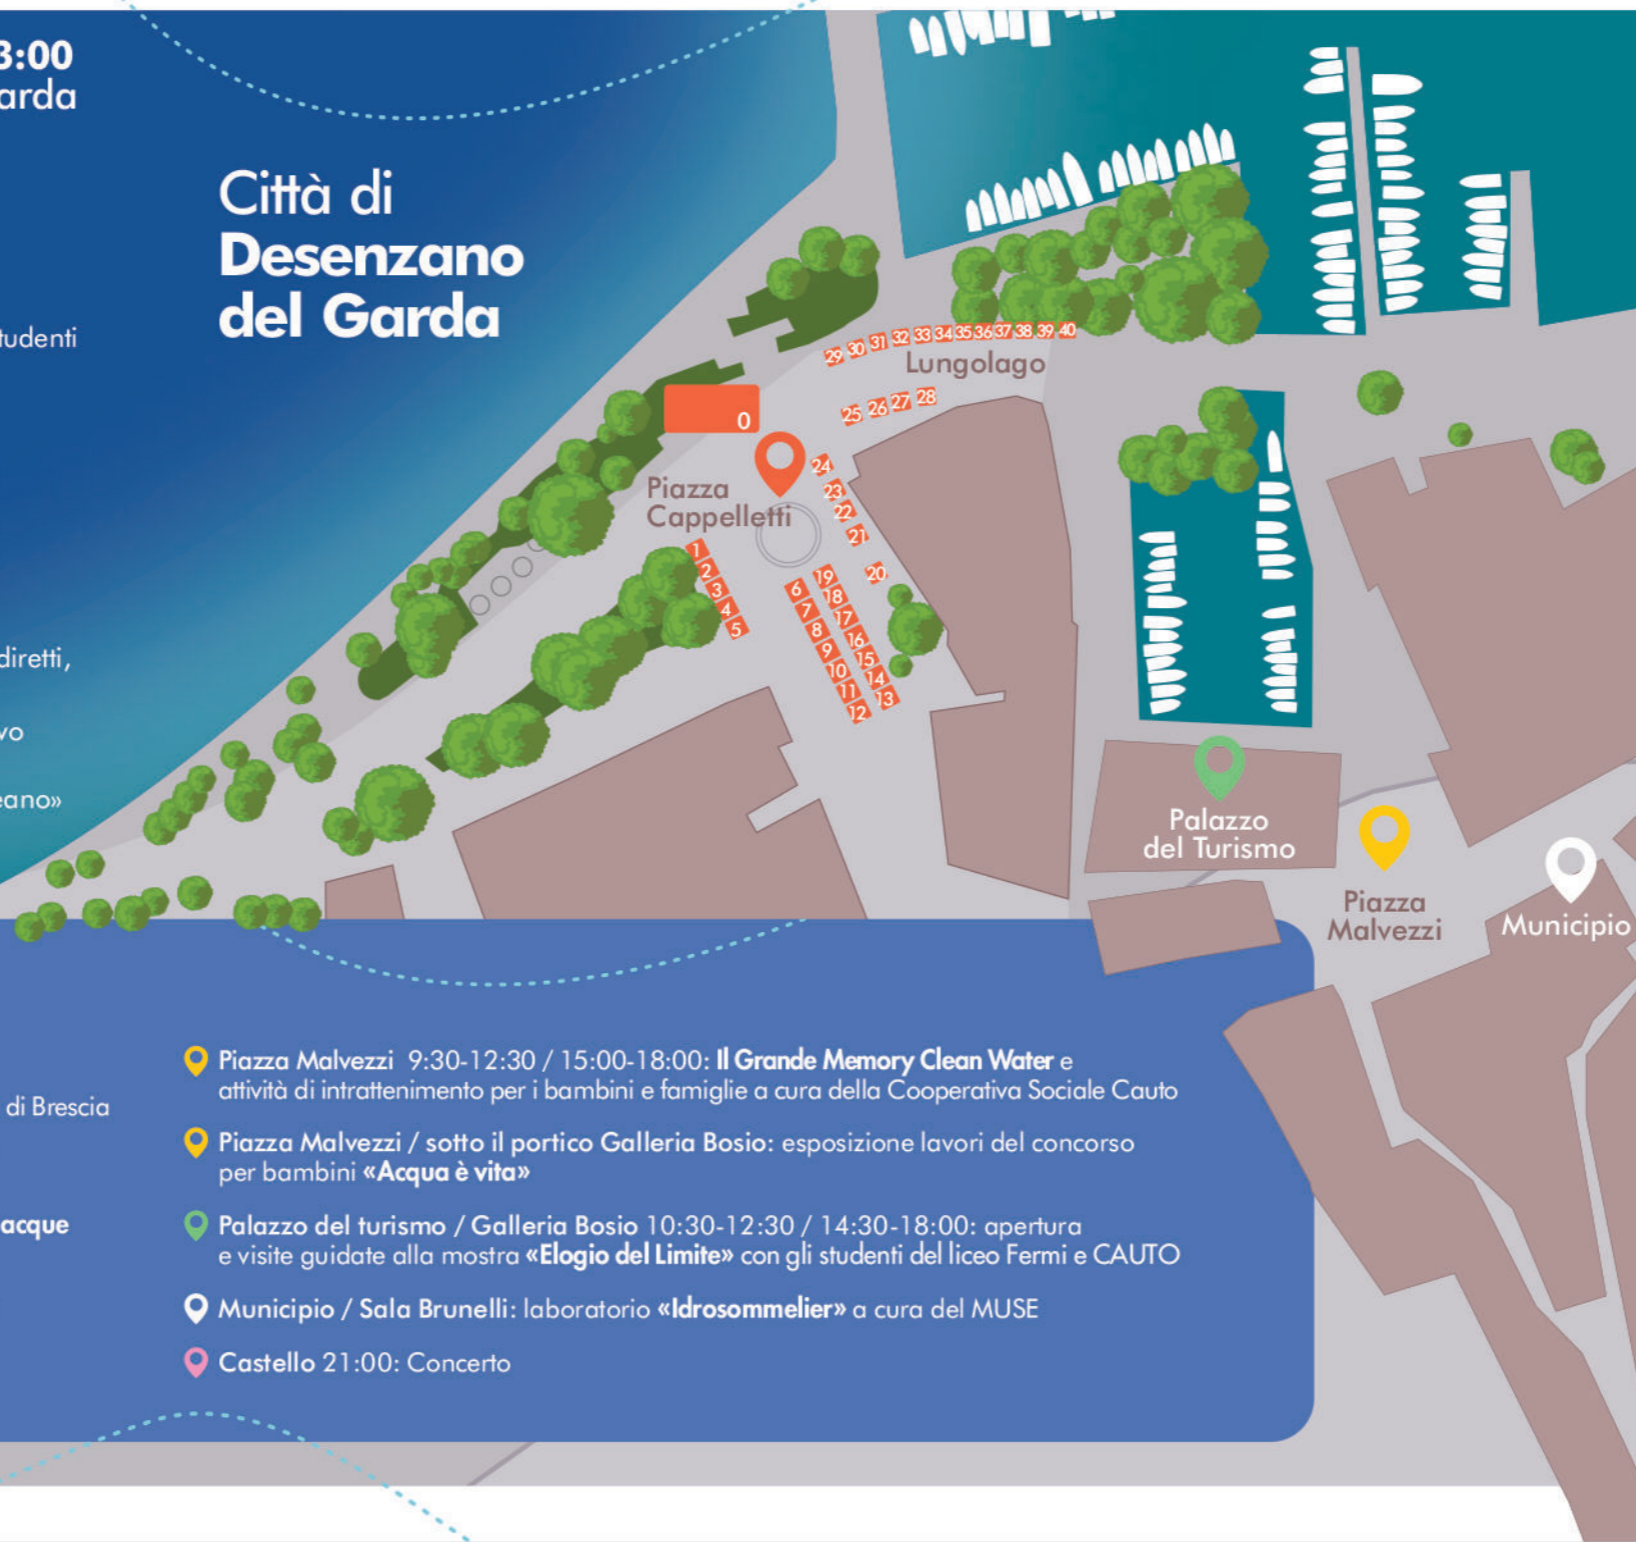 3:00
arda
Città di
Desenzano
del Garda
tudenti
diretti,
vo
eano»
29 30 31 32 33 34 35 36 37 38 39 40
Lungolago
25 26 27 28
0
24
Piazza
Cappelletti
23
22
21
20
1
2
3
4
5
6
7
8
9
10
11
12
19
18
17
16
15
14
13
Palazzo
del Turismo
Piazza
Malvezzi
Municipio
di Brescia
acque
Piazza Malvezzi 9:30-12:30 / 15:00-18:00: Il Grande Memory Clean Water e
attività di intrattenimento per i bambini e famiglie a cura della Cooperativa Sociale Cauto
Piazza Malvezzi / sotto il portico Galleria Bosio: esposizione lavori del concorso
per bambini «Acqua è vita»
Palazzo del turismo / Galleria Bosio 10:30-12:30 / 14:30-18:00: apertura
e visite guidate alla mostra «Elogio del Limite» con gli studenti del liceo Fermi e CAUTO
Municipio / Sala Brunelli: laboratorio «Idrosommelier» a cura del MUSE
Castello 21:00: Concerto